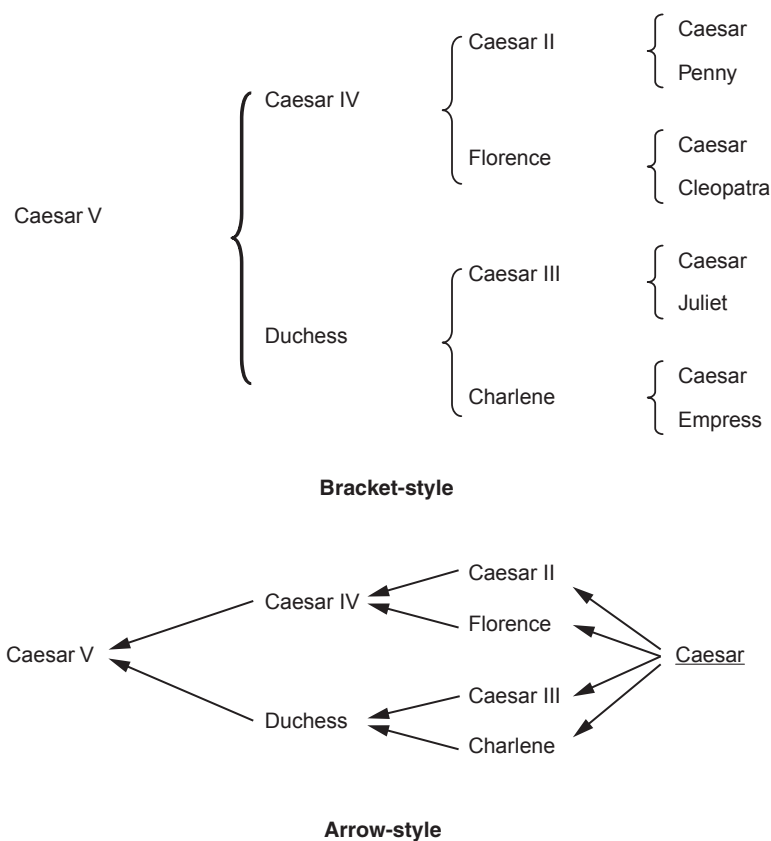 Caesar V
Caesar IV
Duchess
Caesar II
Florence
Caesar III
Charlene
Caesar
Penny
Caesar
Cleopatra
Caesar
Juliet
Caesar
Empress
Bracket-style
Caesar V
Caesar IV
Duchess
Caesar II
Florence
Caesar III
Charlene
Caesar
Arrow-style